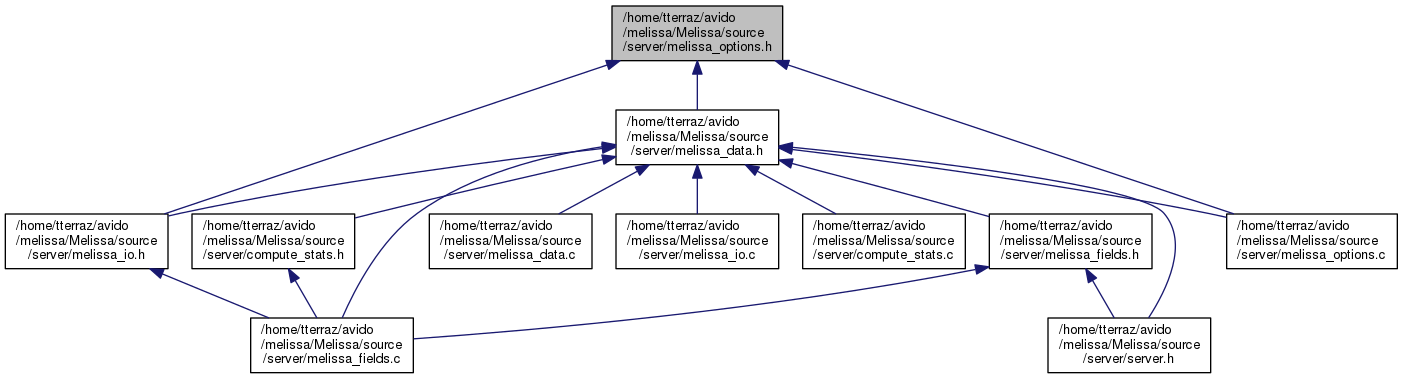 /home/tterraz/avido
/melissa/Melissa/source
/server/melissa_options.h
/home/tterraz/avido
/melissa/Melissa/source
/server/melissa_data.h
/home/tterraz/avido
/melissa/Melissa/source
/server/melissa_io.h
/home/tterraz/avido
/melissa/Melissa/source
/server/compute_stats.h
/home/tterraz/avido
/melissa/Melissa/source
/server/melissa_data.c
/home/tterraz/avido
/melissa/Melissa/source
/server/melissa_io.c
/home/tterraz/avido
/melissa/Melissa/source
/server/compute_stats.c
/home/tterraz/avido
/melissa/Melissa/source
/server/melissa_fields.h
/home/tterraz/avido
/melissa/Melissa/source
/server/melissa_options.c
/home/tterraz/avido
/melissa/Melissa/source
/server/melissa_fields.c
/home/tterraz/avido
/melissa/Melissa/source
/server/server.h